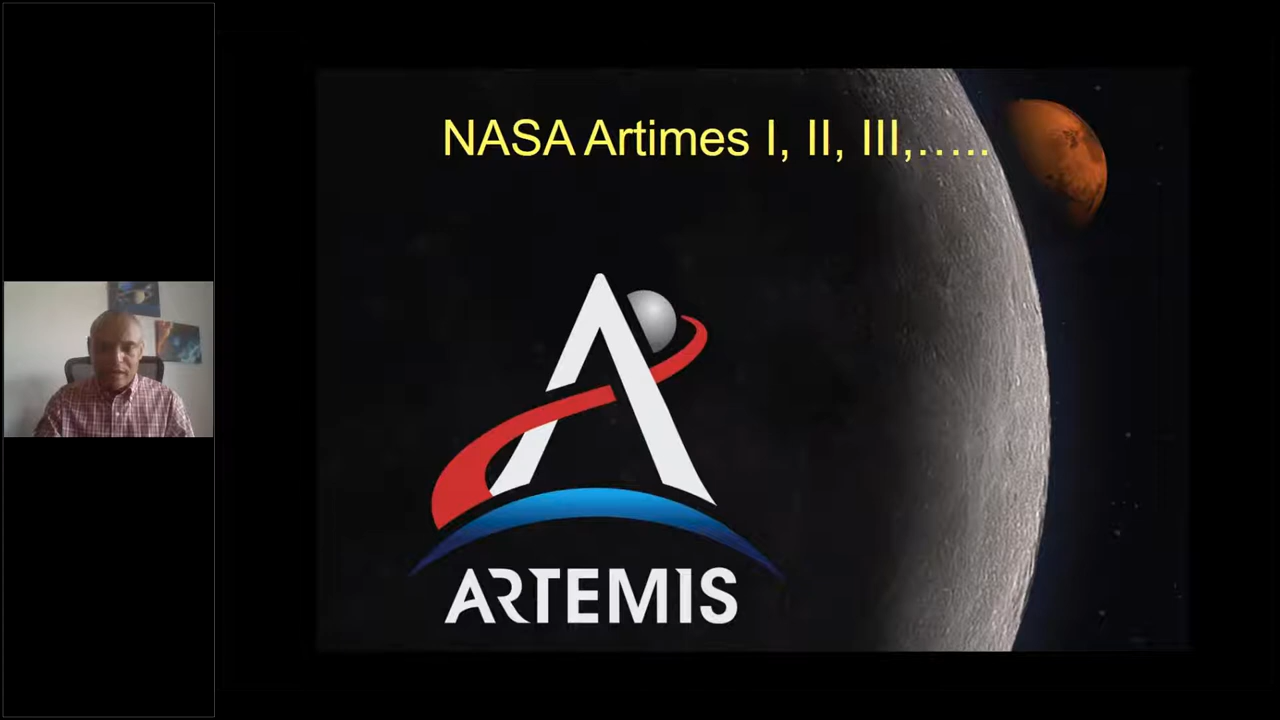 NASA Artimes I, II, III,.....
ARTEMIS